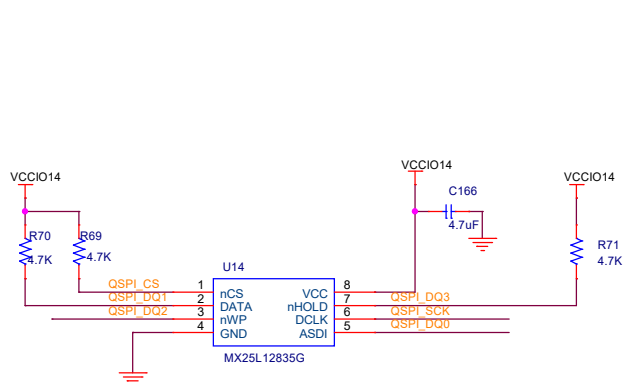 VCCIO14
VCCIO14
VCCIO14
C166
4.7uF
R70
R69
R71
4.7K
4.7K
4.7K
U14
QSPI_CS 1 nCS VCC 8
QSPI_DQ1 2 DATA nHOLD 7 QSPI_DQ3
QSPI_DQ2 3 nWP DCLK 6 QSPI_SCK
4 GND ASDI 5 QSPI_DQ0
MX25L12835G